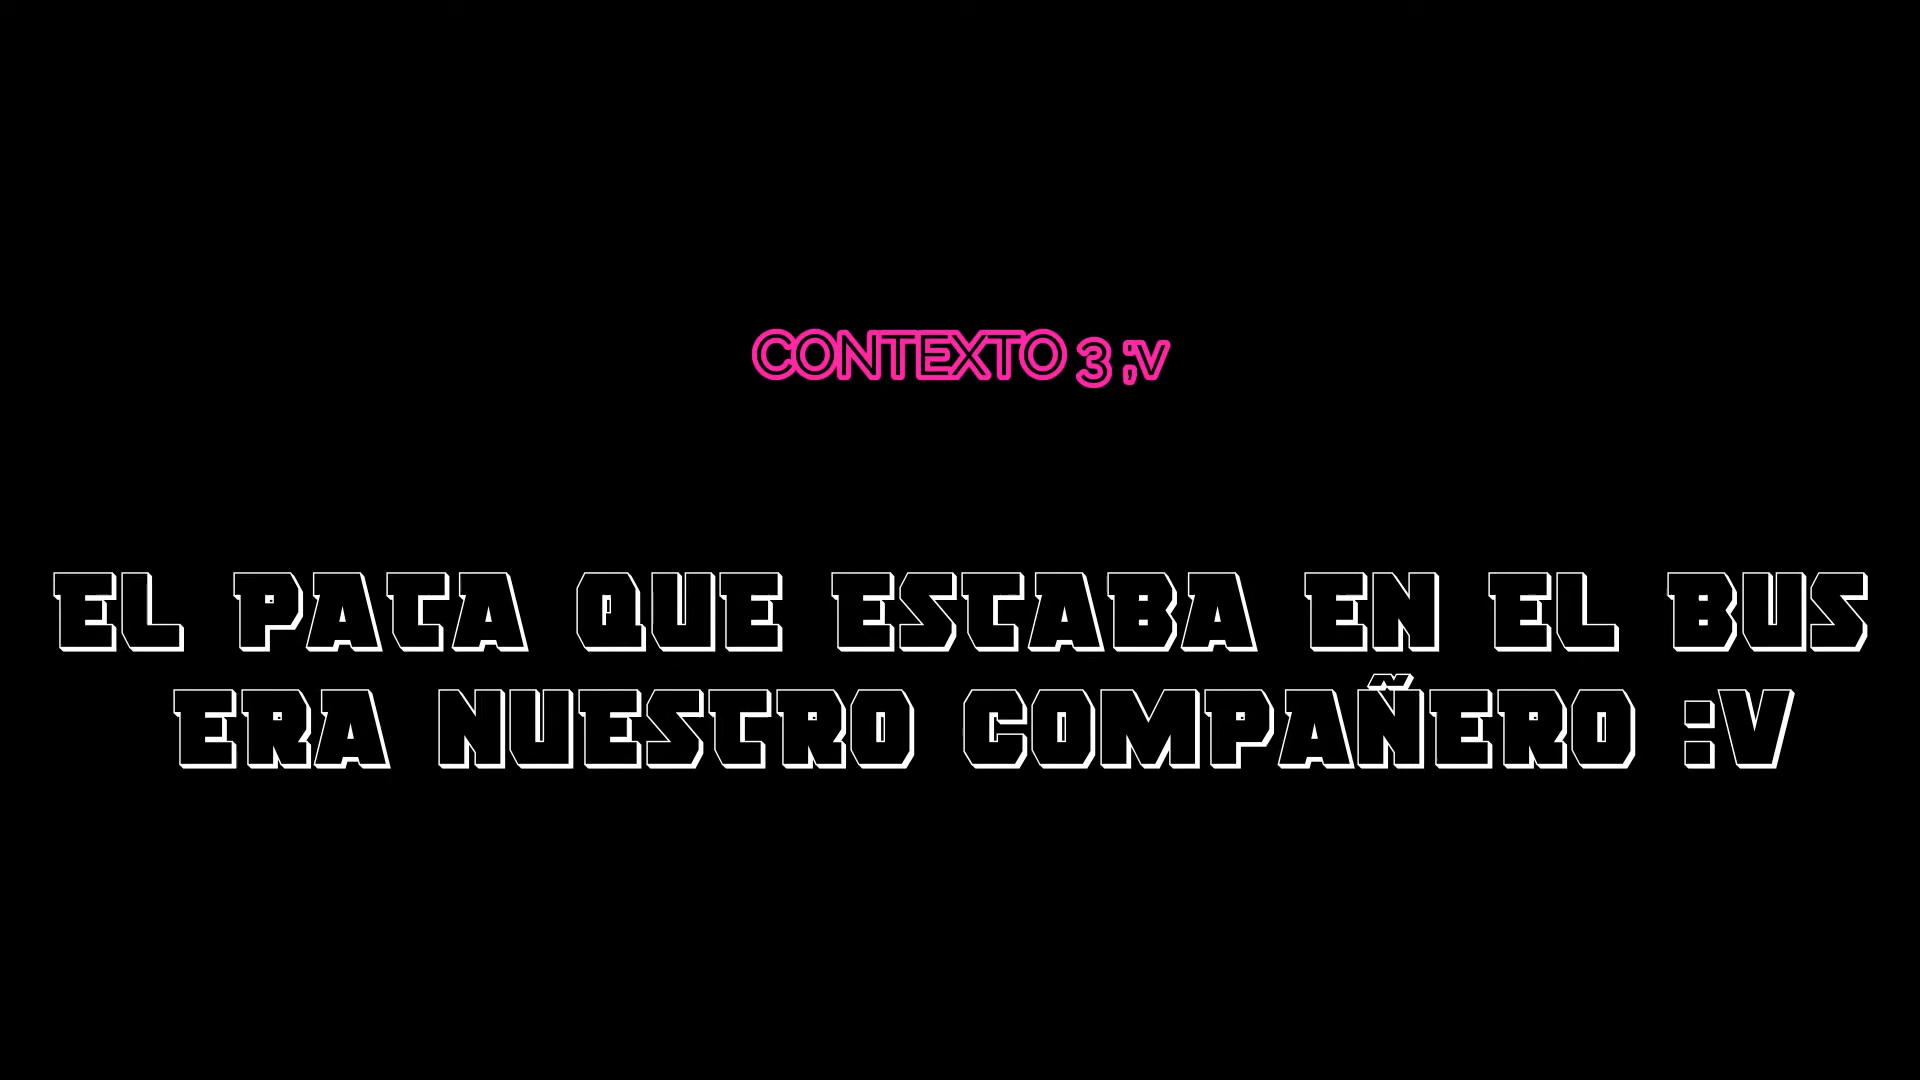 CONTEXTO 3 ;V
EL PATA QUE ESTABA EN EL BUS
ERA NUESTRO COMPAÑERO :V